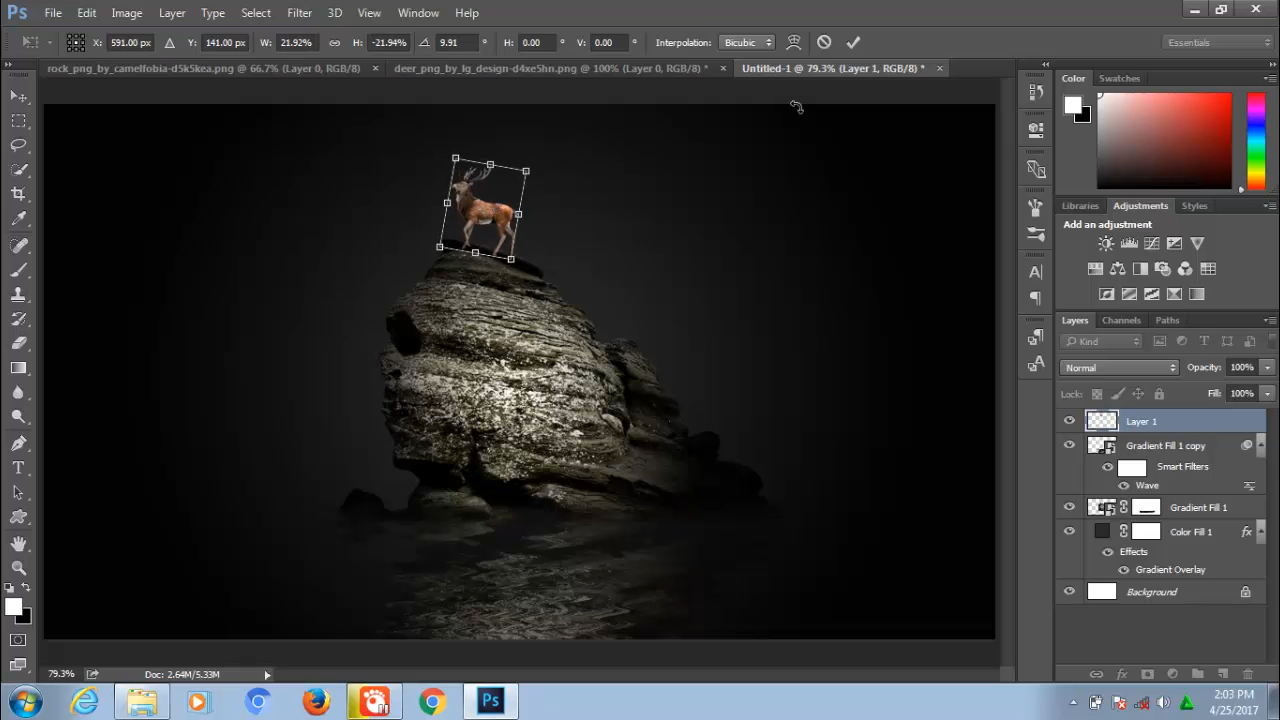 Ps File Edit Image Layer Type Select Filter 3D View Window Help
X: 591.00 px Y: 141.00 px W: 21.92% H: -21.94% 9.91 ° H: 0.00 ° V: 0.00 ° Interpolation: Bicubic Essentials
rock_png_by_camelfobia-d5k5kea.png @ 66.7% (Layer 0, RGB/8) × deer_png_by_lg_design-d4xe5hn.png @ 100% (Layer 0, RGB/8) * × Untitled-1 @ 79.3% (Layer 1, RGB/8) * ×
Color Swatches
Libraries Adjustments Styles
Add an adjustment
Layers Channels Paths
Kind
Normal Opacity: 100%
Lock: Fill: 100%
Layer 1
Gradient Fill 1 copy
Smart Filters
Wave
Gradient Fill 1
Color Fill 1 fx
Effects
Gradient Overlay
Background
79.3% Doc: 2.64M/5.33M
fx
Ps
2:03 PM
4/25/2017